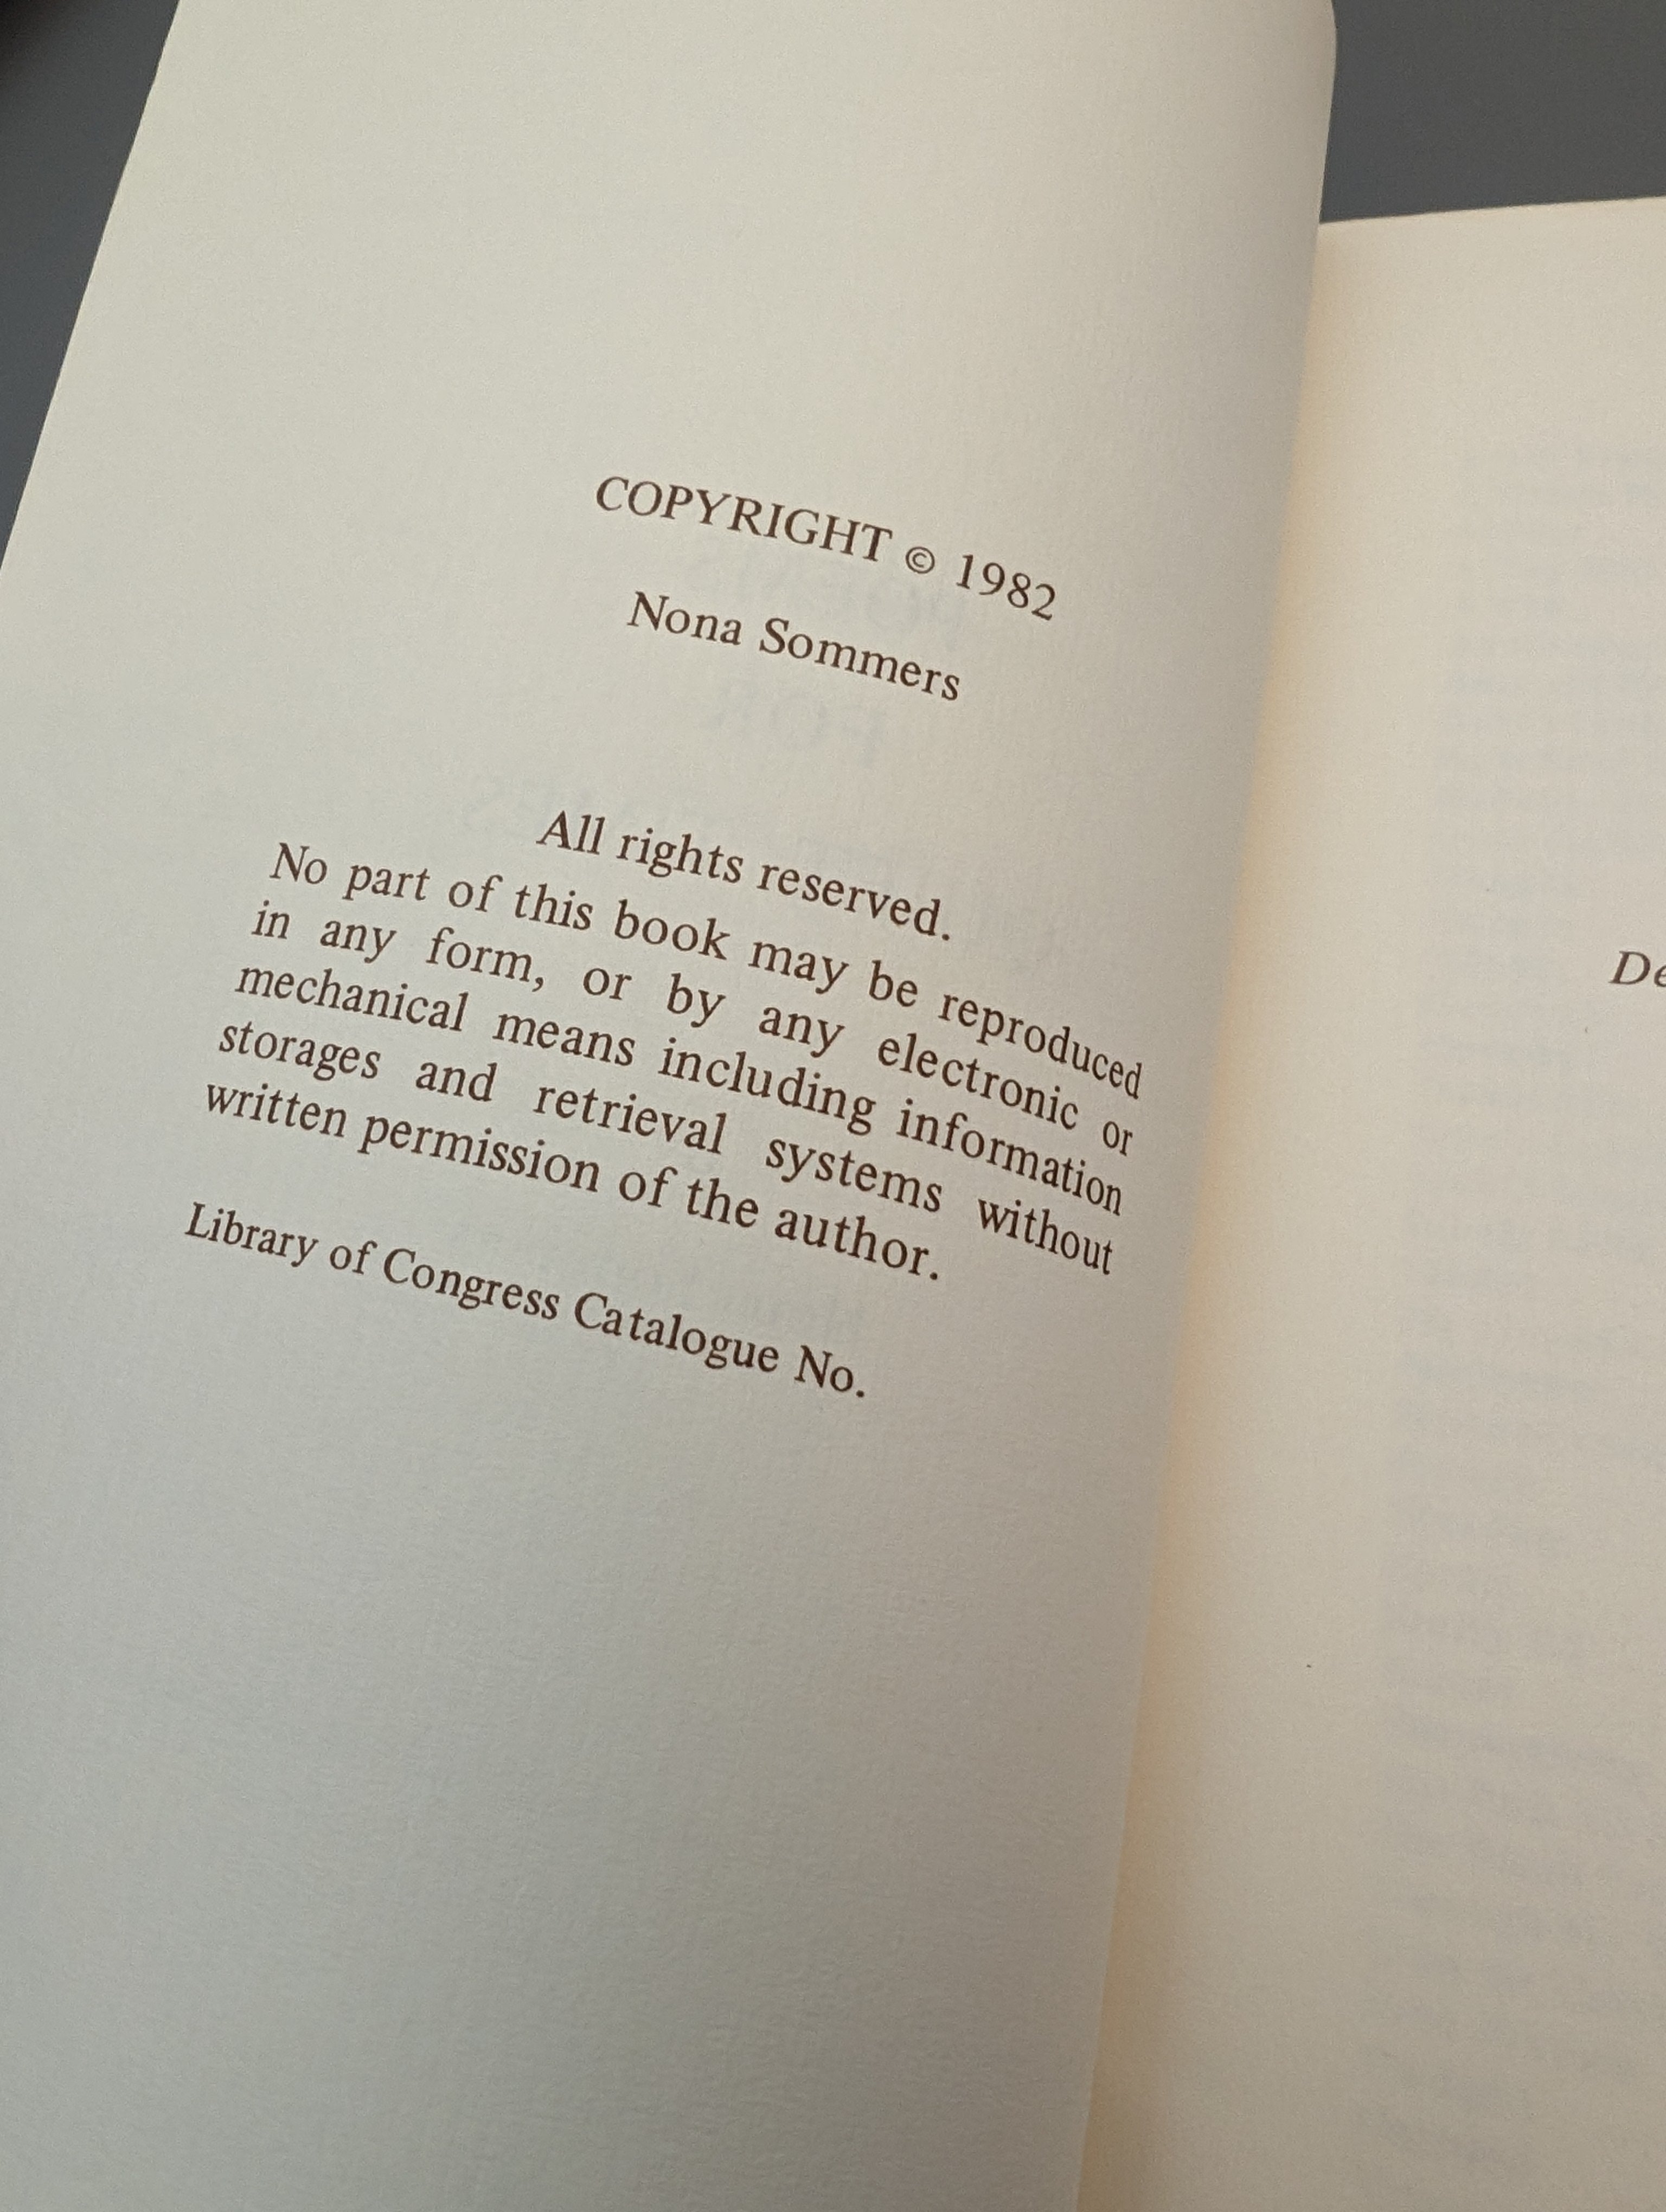 COPYRIGHT © 1982
Nona Sommers
All rights reserved.
No part of this book may be reproduced
in any form, or by any electronic or
mechanical means including information
storages and retrieval systems without
written permission of the author.
Library of Congress Catalogue No.
De